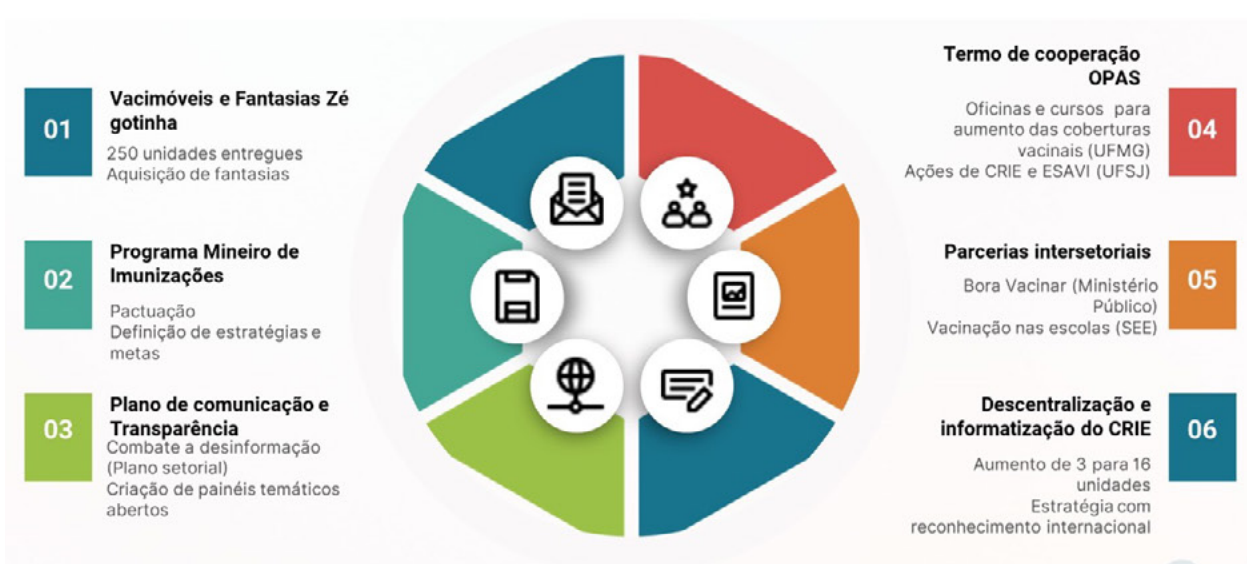 01
Vacimóveis e Fantasias Zé
gotinha
250 unidades entregues
Aquisição de fantasias
02
Programa Mineiro de
Imunizações
Pactuação
Definição de estratégias e
metas
03
Plano de comunicação e
Transparência
Combate a desinformação
(Plano setorial)
Criação de painéis temáticos
abertos
Termo de cooperação
OPAS
04
Oficinas e cursos para
aumento das coberturas
vacinais (UFMG)
Ações de CRIE e ESAVI (UFSJ)
Parcerias intersetoriais
05
Bora Vacinar (Ministério
Público)
Vacinação nas escolas (SEE)
Descentralização e
informatização do CRIE
06
Aumento de 3 para 16
unidades
Estratégia com
reconhecimento internacional